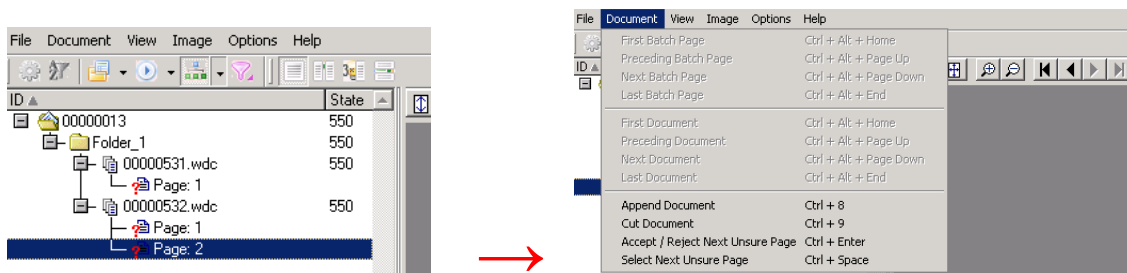 File Document View Image Options Help
ID State
00000013 550
Folder_1 550
00000531.wdc 550
Page: 1
00000532.wdc 550
Page: 1
Page: 2
File Document View Image Options Help
ID
First Batch Page Ctrl + Alt + Home
Preceding Batch Page Ctrl + Alt + Page Up
Next Batch Page Ctrl + Alt + Page Down
Last Batch Page Ctrl + Alt + End
First Document Ctrl + Alt + Home
Preceding Document Ctrl + Alt + Page Up
Next Document Ctrl + Alt + Page Down
Last Document Ctrl + Alt + End
Append Document Ctrl + 8
Cut Document Ctrl + 9
Accept / Reject Next Unsure Page Ctrl + Enter
Select Next Unsure Page Ctrl + Space